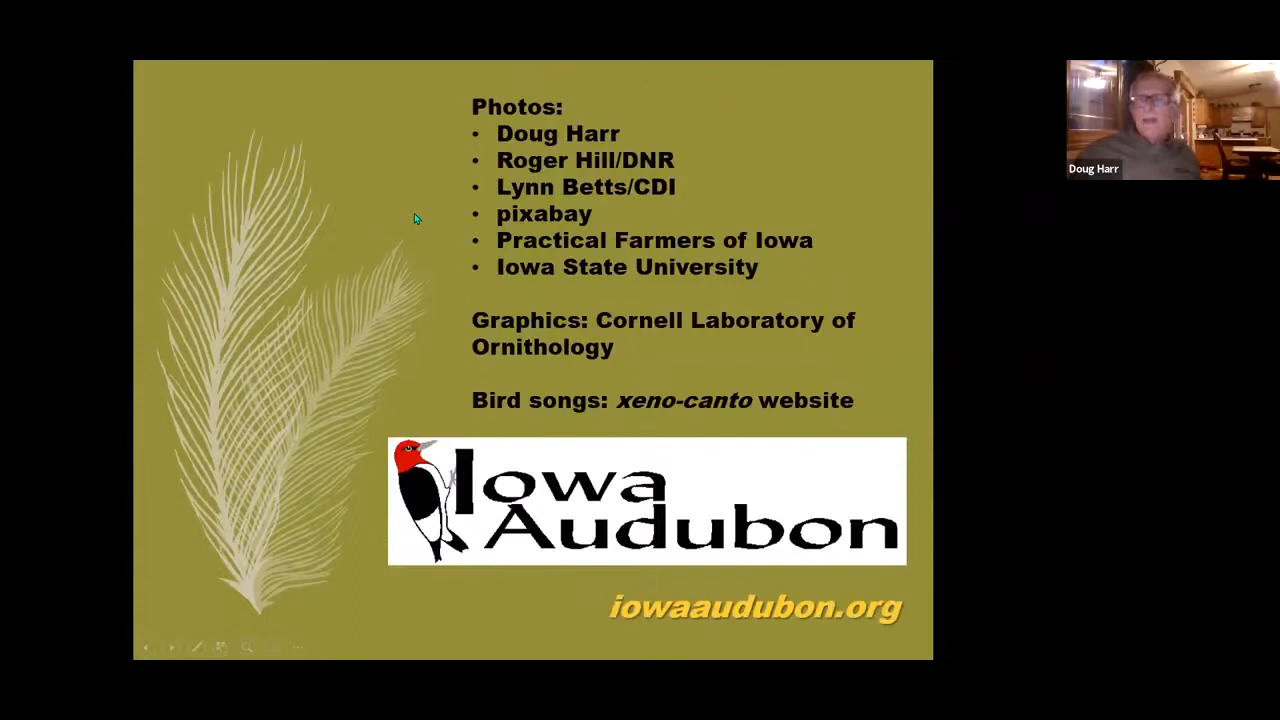 Photos:
• Doug Harr
• Roger Hill/DNR
• Lynn Betts/CDI
• pixabay
• Practical Farmers of Iowa
• Iowa State University
Graphics: Cornell Laboratory of
Ornithology
Bird songs: xeno-canto website
Iowa
Audubon
iowaaudubon.org
Doug Harr